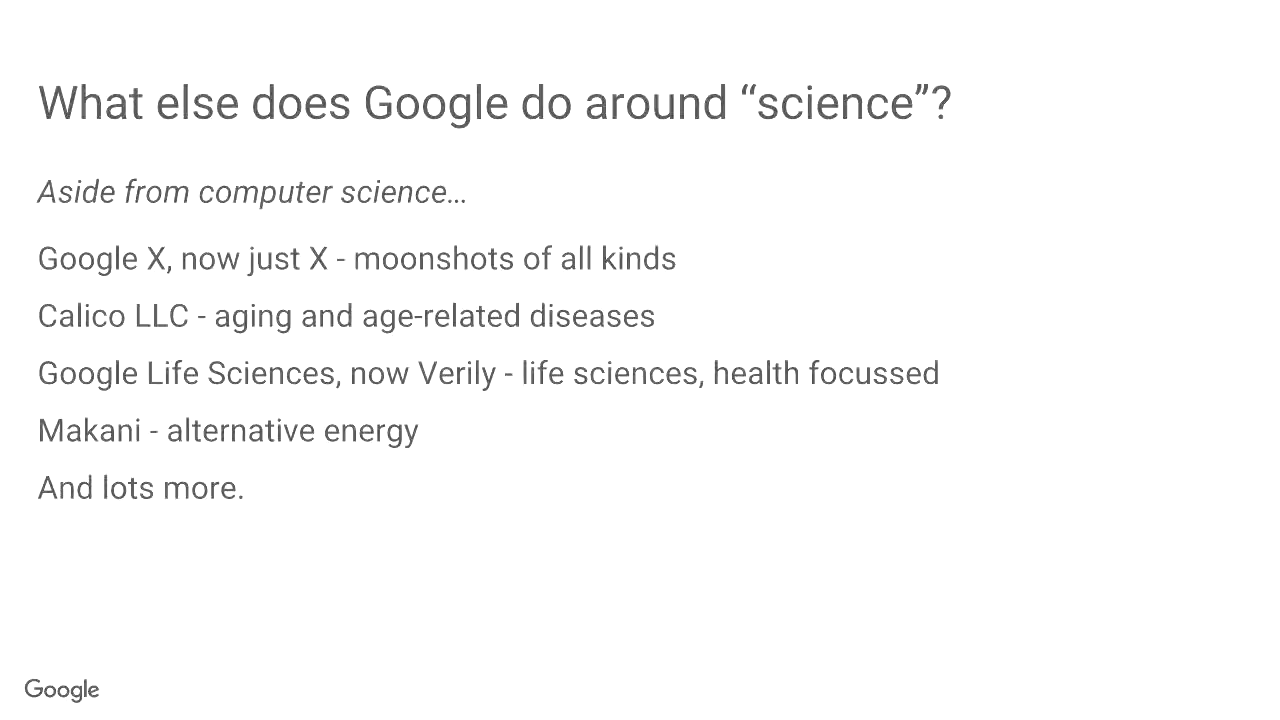 What else does Google do around “science”?
Aside from computer science…
Google X, now just X - moonshots of all kinds
Calico LLC - aging and age-related diseases
Google Life Sciences, now Verily - life sciences, health focussed
Makani - alternative energy
And lots more.
Google